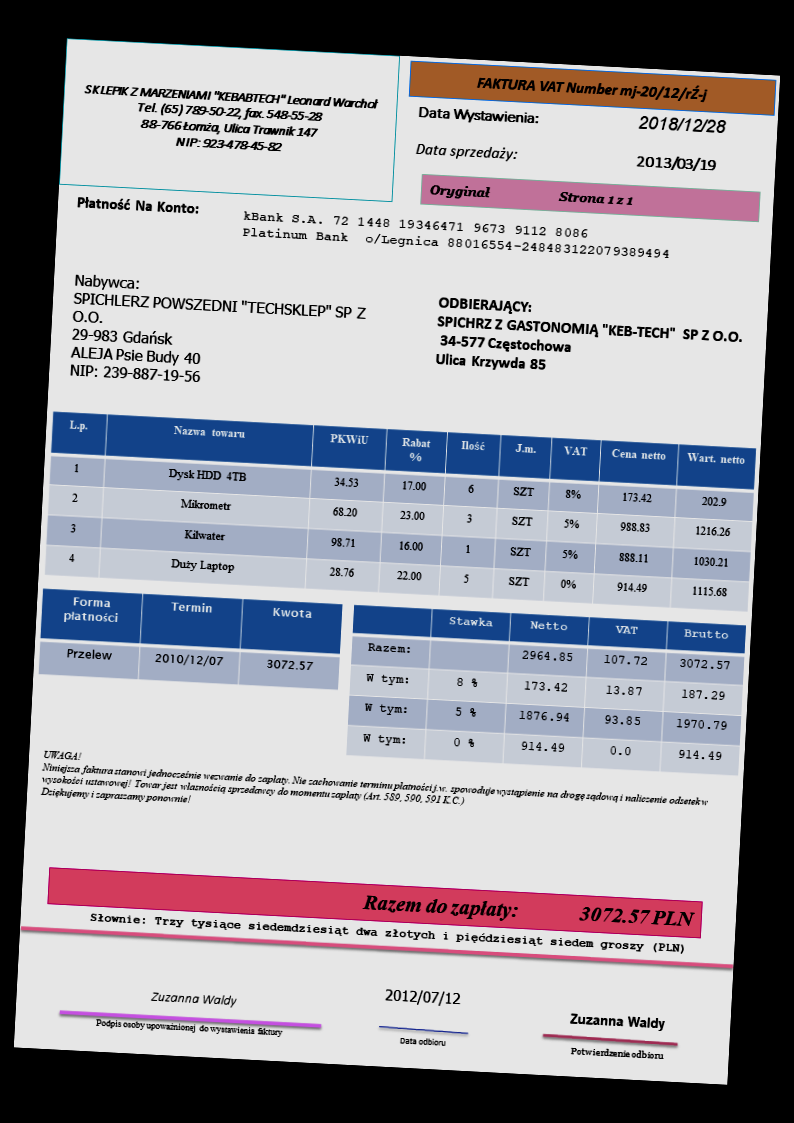 SKLEPIK Z MARZENIAMI "KEBABTECH" Leonard Warchoł
Tel. (65) 789-50-22, fax. 548-55-28
88-766 Łomża, Ulica Trawnik 147
NIP: 923-478-45-82
FAKTURA VAT Number mj-20/12/rŹ-j
Data Wystawienia: 2018/12/28
Data sprzedaży: 2013/03/19
Oryginał Strona 1 z 1
Płatność Na Konto: kBank S.A. 72 1448 19346471 9673 9112 8086
Platinum Bank o/Legnica 88016554-248483122079389494
Nabywca:
SPICHLERZ POWSZEDNI "TECHSKLEP" SP Z
O.O.
29-983 Gdańsk
ALEJA Psie Budy 40
NIP: 239-887-19-56
ODBIERAJĄCY:
SPICHRZ Z GASTONOMIĄ "KEB-TECH" SP Z O.O.
34-577 Częstochowa
Ulica Krzywda 85
L.p. Nazwa towaru PKWiU Rabat % Ilość J.m. VAT Cena netto Wart. netto
1 Dysk HDD 4TB 34.53 17.00 6 SZT 8% 173.42 202.9
2 Mikrometr 68.20 23.00 3 SZT 5% 988.83 1216.26
3 Kilwater 98.71 16.00 1 SZT 5% 888.11 1030.21
4 Duży Laptop 28.76 22.00 5 SZT 0% 914.49 1115.68
Forma płatności Termin Kwota
Przelew 2010/12/07 3072.57
Stawka Netto VAT Brutto
Razem: 2964.85 107.72 3072.57
W tym: 8 % 173.42 13.87 187.29
W tym: 5 % 1876.94 93.85 1970.79
W tym: 0 % 914.49 0.0 914.49
UWAGA!
Niniejsza faktura stanowi jednocześnie wezwanie do zapłaty. Nie zachowanie terminu płatności j.w. spowoduje wystąpienie na drogę sądową i naliczenie odsetek w
wysokości ustawowej! Towar jest własnością sprzedawcy do momentu zapłaty (Art. 589, 590, 591 K.C.)
Dziękujemy i zapraszamy ponownie!
Razem do zapłaty: 3072.57 PLN
Słownie: Trzy tysiące siedemdziesiąt dwa złotych i pięćdziesiąt siedem groszy (PLN)
Zuzanna Waldy
Podpis osoby upoważnionej do wystawienia faktury
2012/07/12
Data odbioru
Zuzanna Waldy
Potwierdzenie odbioru